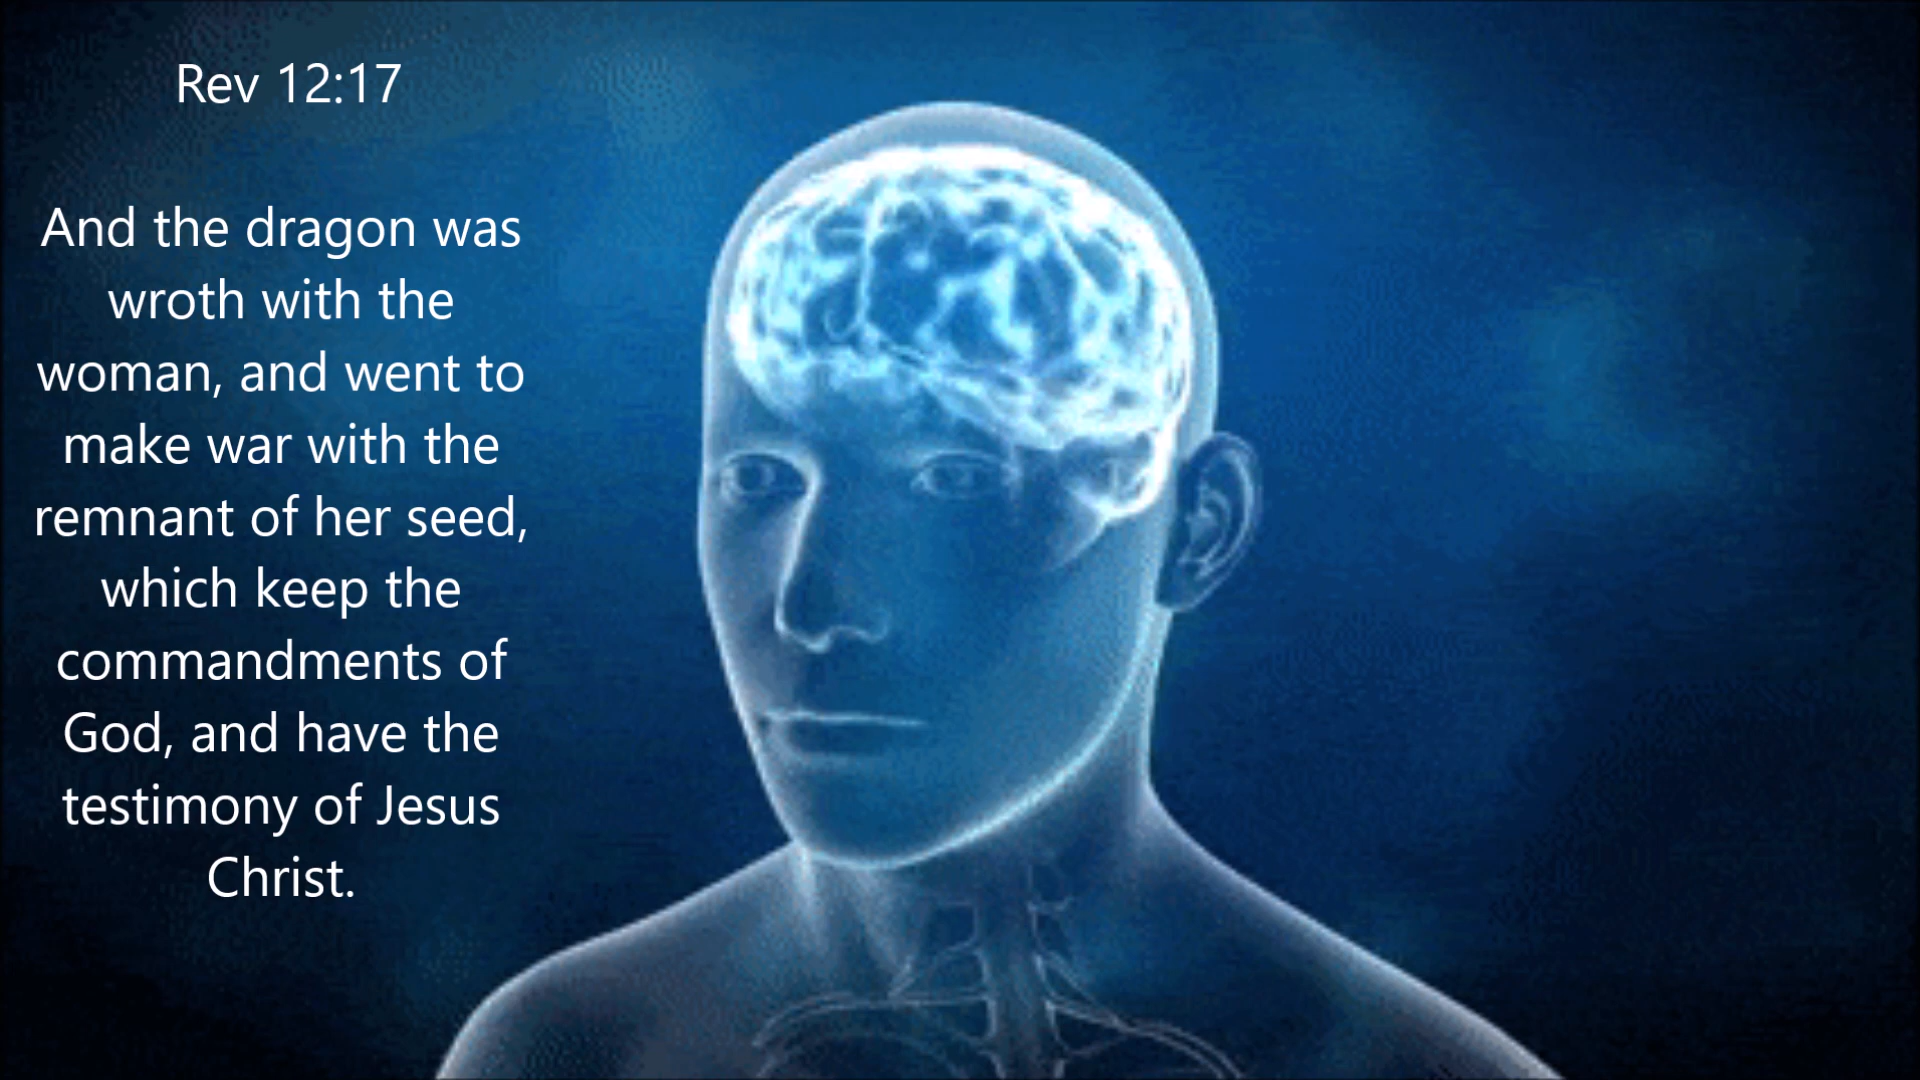 Rev 12:17
And the dragon was
wroth with the
woman, and went to
make war with the
remnant of her seed,
which keep the
commandments of
God, and have the
testimony of Jesus
Christ.